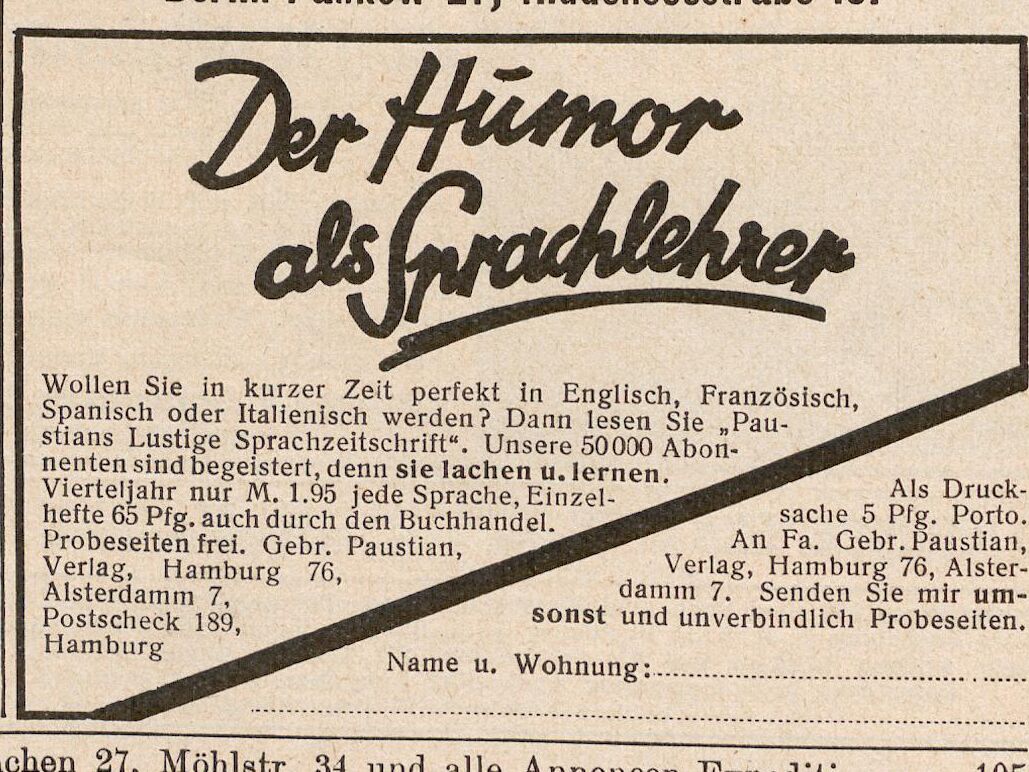 Der Humor
als Sprachlehrer
Wollen Sie in kurzer Zeit perfekt in Englisch, Französisch,
Spanisch oder Italienisch werden? Dann lesen Sie „Pau-
stians Lustige Sprachzeitschrift“. Unsere 50000 Abon-
nenten sind begeistert, denn sie lachen u. lernen.
Vierteljahr nur M. 1.95 jede Sprache, Einzel-
hefte 65 Pfg. auch durch den Buchhandel.
Probeseiten frei. Gebr. Paustian,
Verlag, Hamburg 76,
Alsterdamm 7,
Postscheck 189,
Hamburg
Als Druck-
sache 5 Pfg. Porto.
An Fa. Gebr. Paustian,
Verlag, Hamburg 76, Alster-
damm 7. Senden Sie mir um-
sonst und unverbindlich Probeseiten.
Name u. Wohnung:
chen 27, Möhlstr. 34 und alle